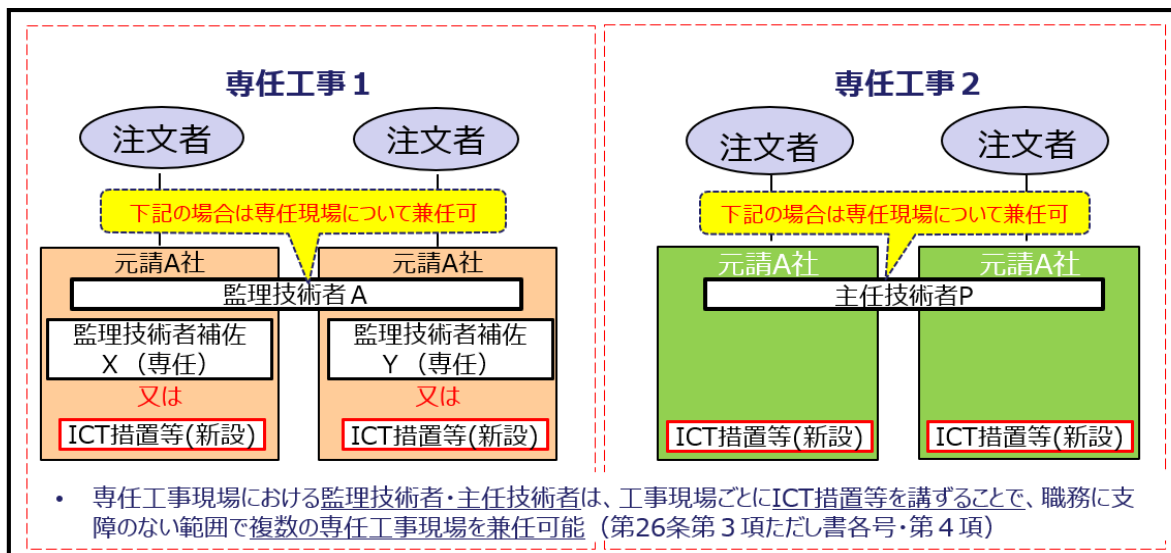 専任工事１
注文者
注文者
下記の場合は専任現場について兼任可
元請A社
元請A社
監理技術者A
監理技術者補佐
X （専任）
監理技術者補佐
Y （専任）
又は
又は
ICT措置等(新設)
ICT措置等(新設)
専任工事２
注文者
注文者
下記の場合は専任現場について兼任可
元請A社
元請A社
主任技術者P
ICT措置等(新設)
ICT措置等(新設)
• 専任工事現場における監理技術者・主任技術者は、工事現場ごとにICT措置等を講ずることで、職務に支
障のない範囲で複数の専任工事現場を兼任可能（第26条第３項ただし書各号・第４項）